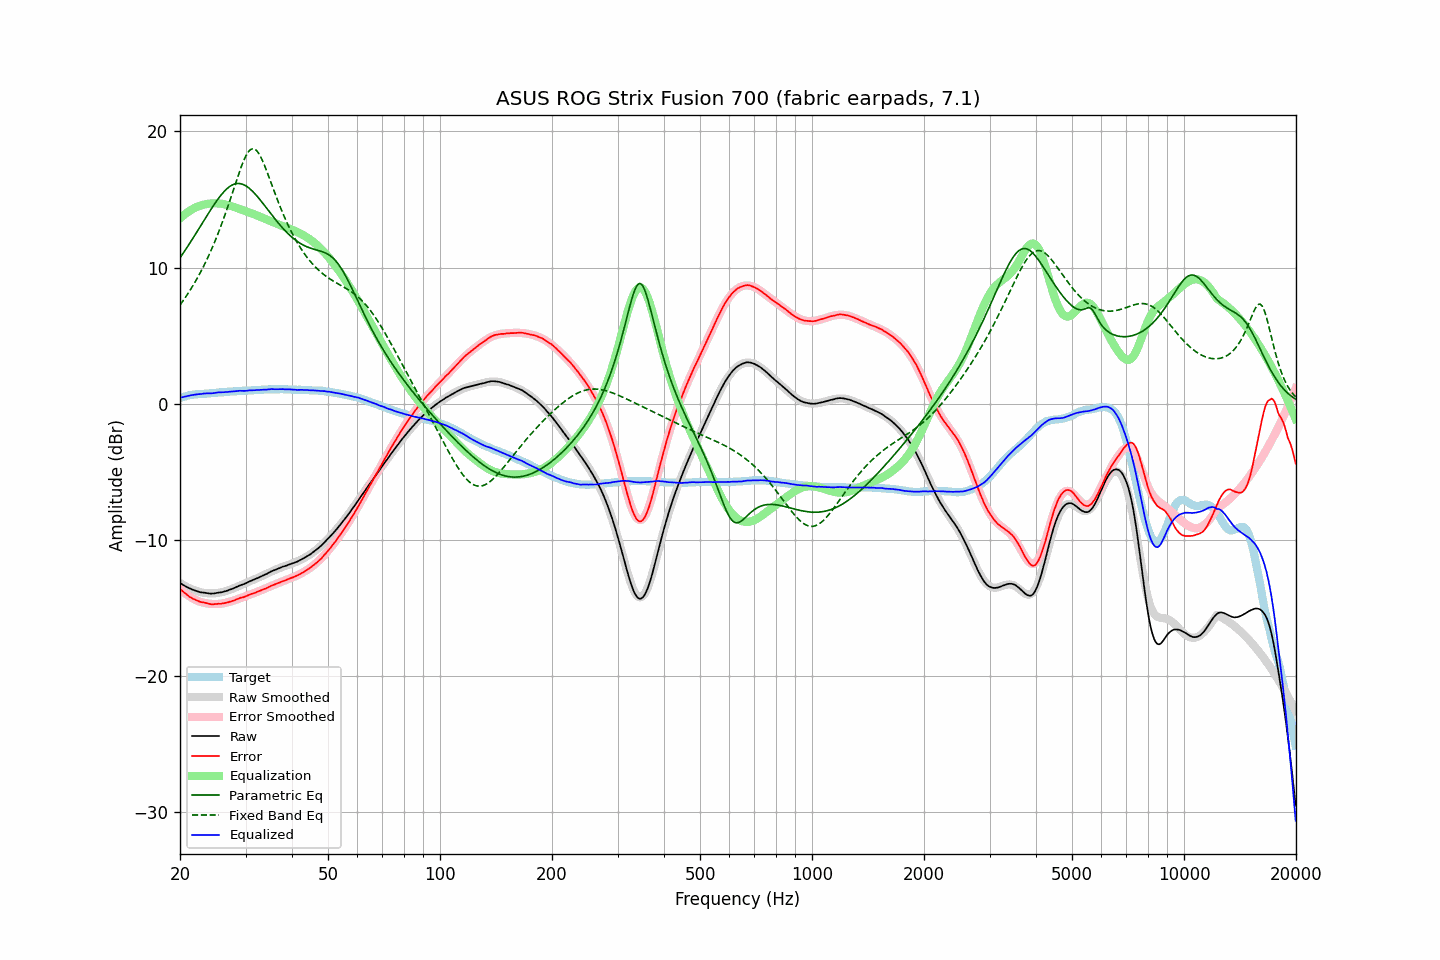 ASUS ROG Strix Fusion 700 (fabric earpads, 7.1)
20
10
0
−10
−20
−30
Amplitude (dBr)
Target
Raw Smoothed
Error Smoothed
Raw
Error
Equalization
Parametric Eq
Fixed Band Eq
Equalized
20 50 100 200 500 1000 2000 5000 10000 20000
Frequency (Hz)